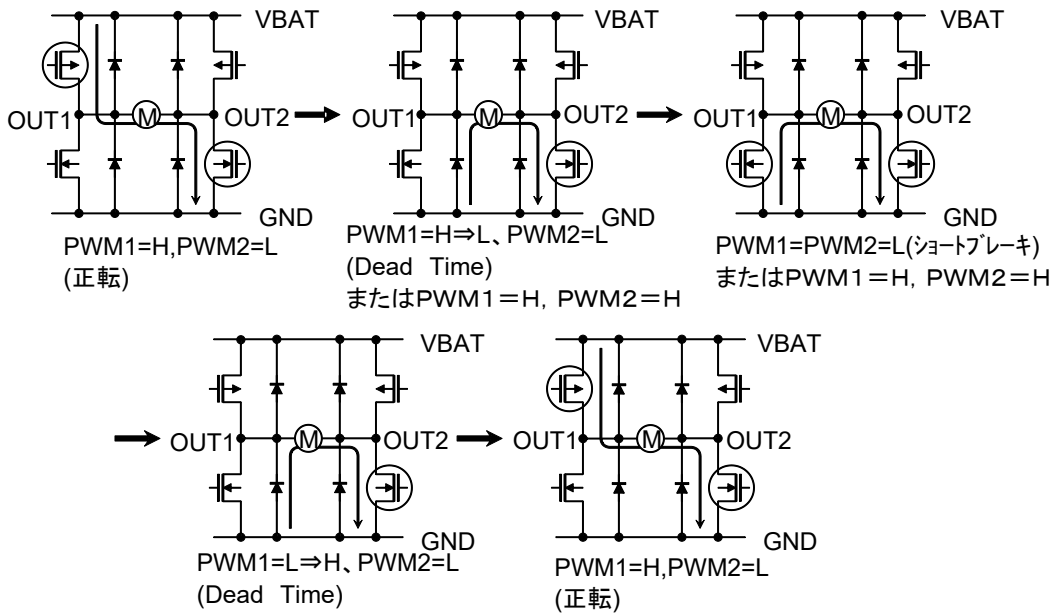 VBAT
OUT1
M
OUT2
GND
PWM1=H,PWM2=L
(正転)
VBAT
OUT1
M
OUT2
GND
PWM1=H⇒L、PWM2=L
(Dead Time)
またはPWM1=H, PWM2=H
VBAT
OUT1
M
OUT2
GND
PWM1=PWM2=L(ショートブレーキ)
またはPWM1=H, PWM2=H
VBAT
OUT1
M
OUT2
GND
PWM1=L⇒H、PWM2=L
(Dead Time)
VBAT
OUT1
M
OUT2
GND
PWM1=H,PWM2=L
(正転)